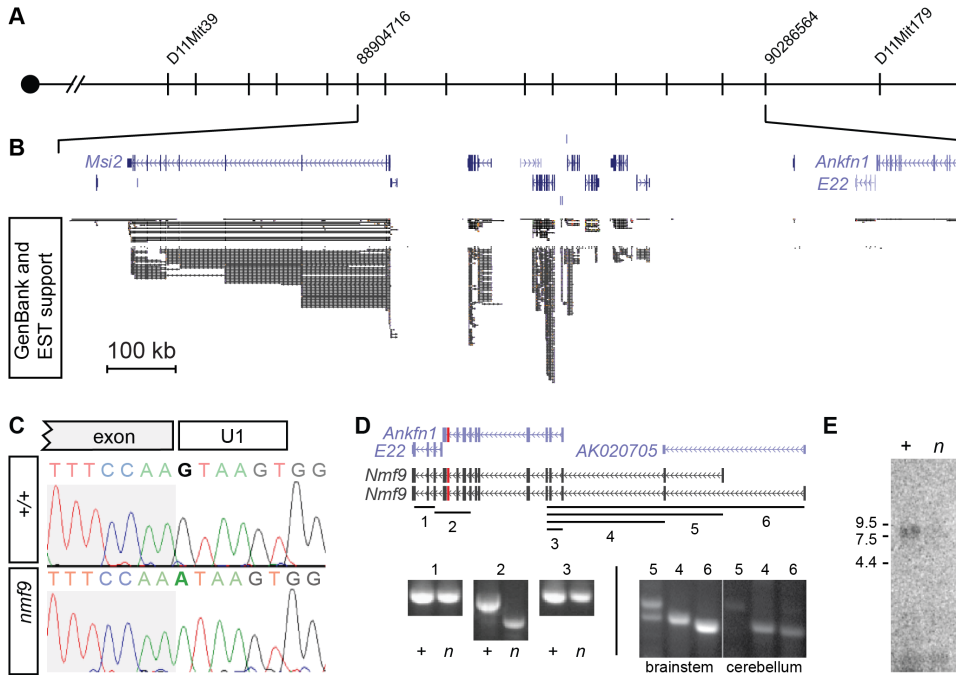 A
D11Mit39
88904716
90286564
D11Mit179
B
Msi2
Ankfn1
E22
GenBank and
EST support
100 kb
C
exon
U1
+/+
T T T C C A A G T A A G T G G
nmf9
T T T C C A A A T A A G T G G
D
Ankfn1
E22
AK020705
Nmf9
Nmf9
1
2
3
4
5
6
1 2 3
+ n + n + n
5 4 6 5 4 6
brainstem cerebellum
E
+ n
9.5
7.5
4.4